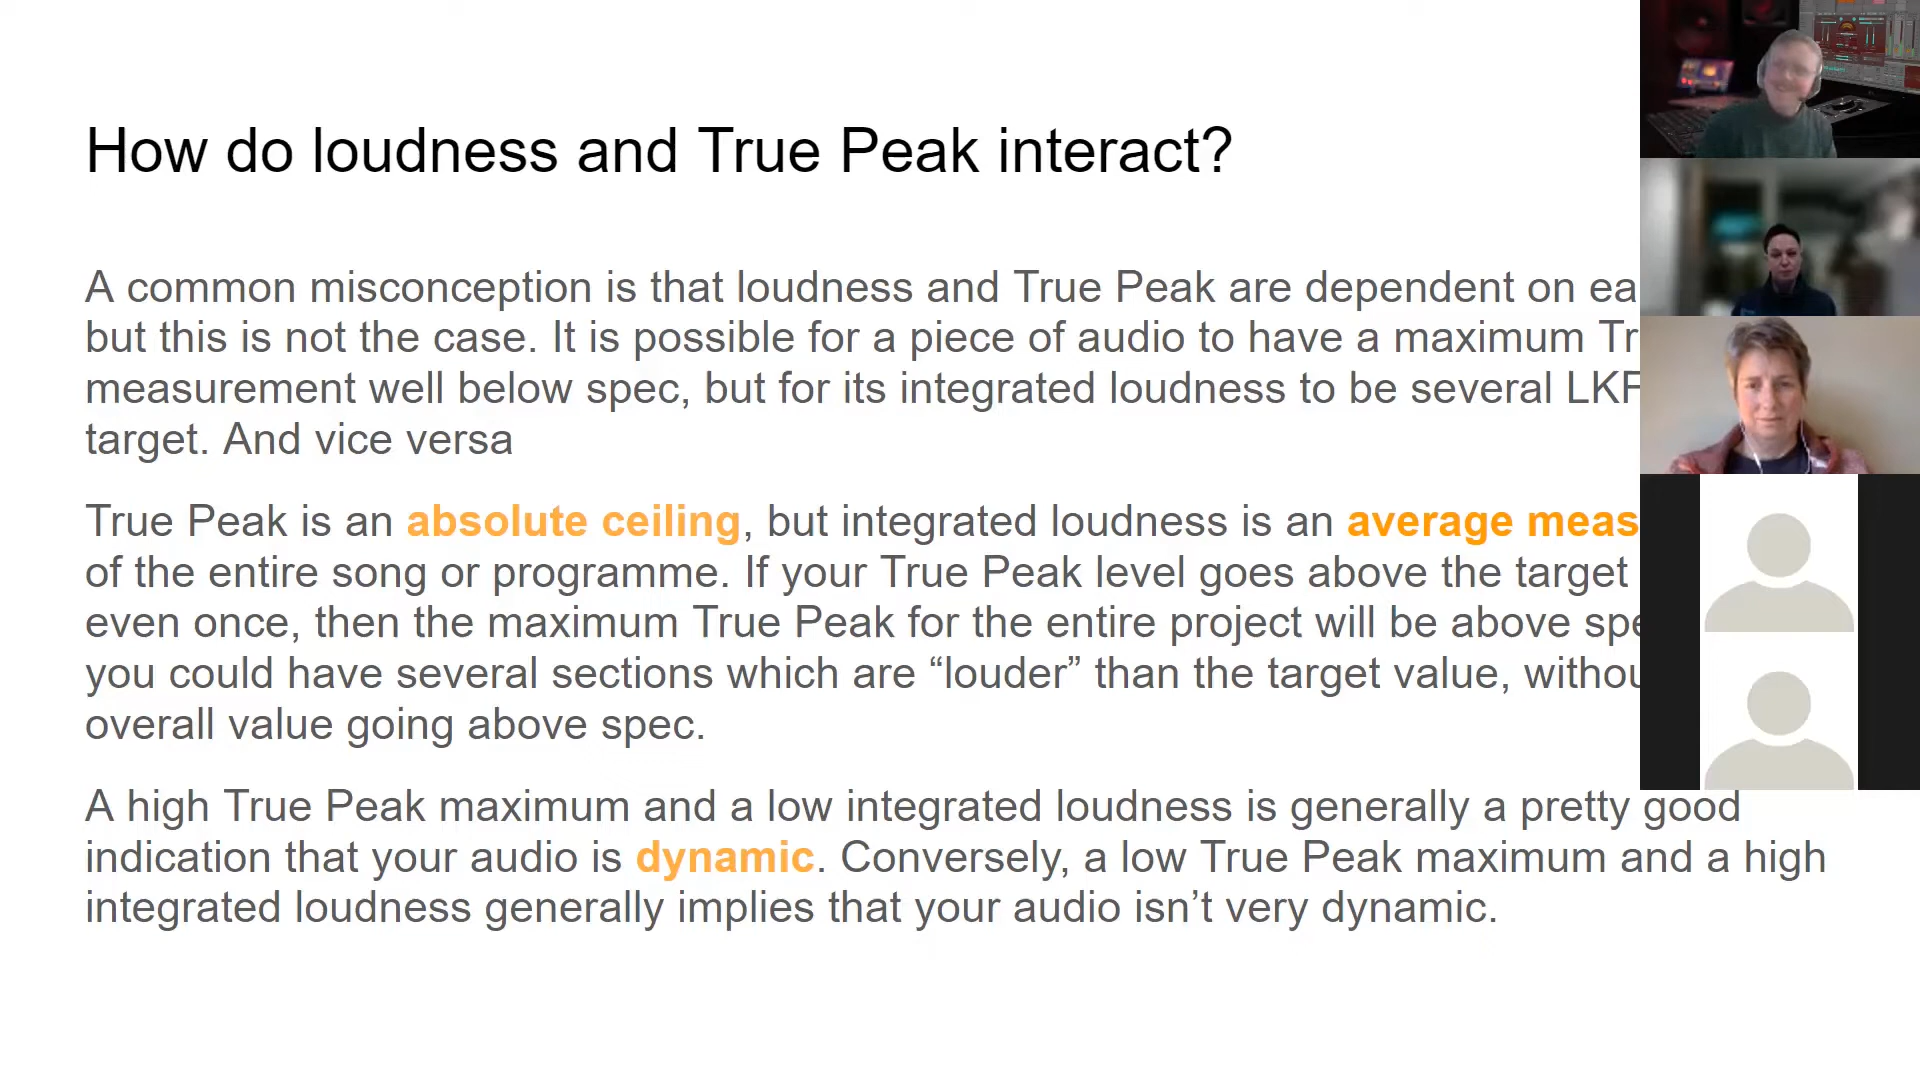 How do loudness and True Peak interact?
A common misconception is that loudness and True Peak are dependent on
but this is not the case. It is possible for a piece of audio to have a maximum
measurement well below spec, but for its integrated loudness to be several
target. And vice versa
True Peak is an absolute ceiling, but integrated loudness is an average
of the entire song or programme. If your True Peak level goes above the target
even once, then the maximum True Peak for the entire project will be above
you could have several sections which are “louder” than the target value,
overall value going above spec.
A high True Peak maximum and a low integrated loudness is generally a pretty good
indication that your audio is dynamic. Conversely, a low True Peak maximum and a high
integrated loudness generally implies that your audio isn’t very dynamic.